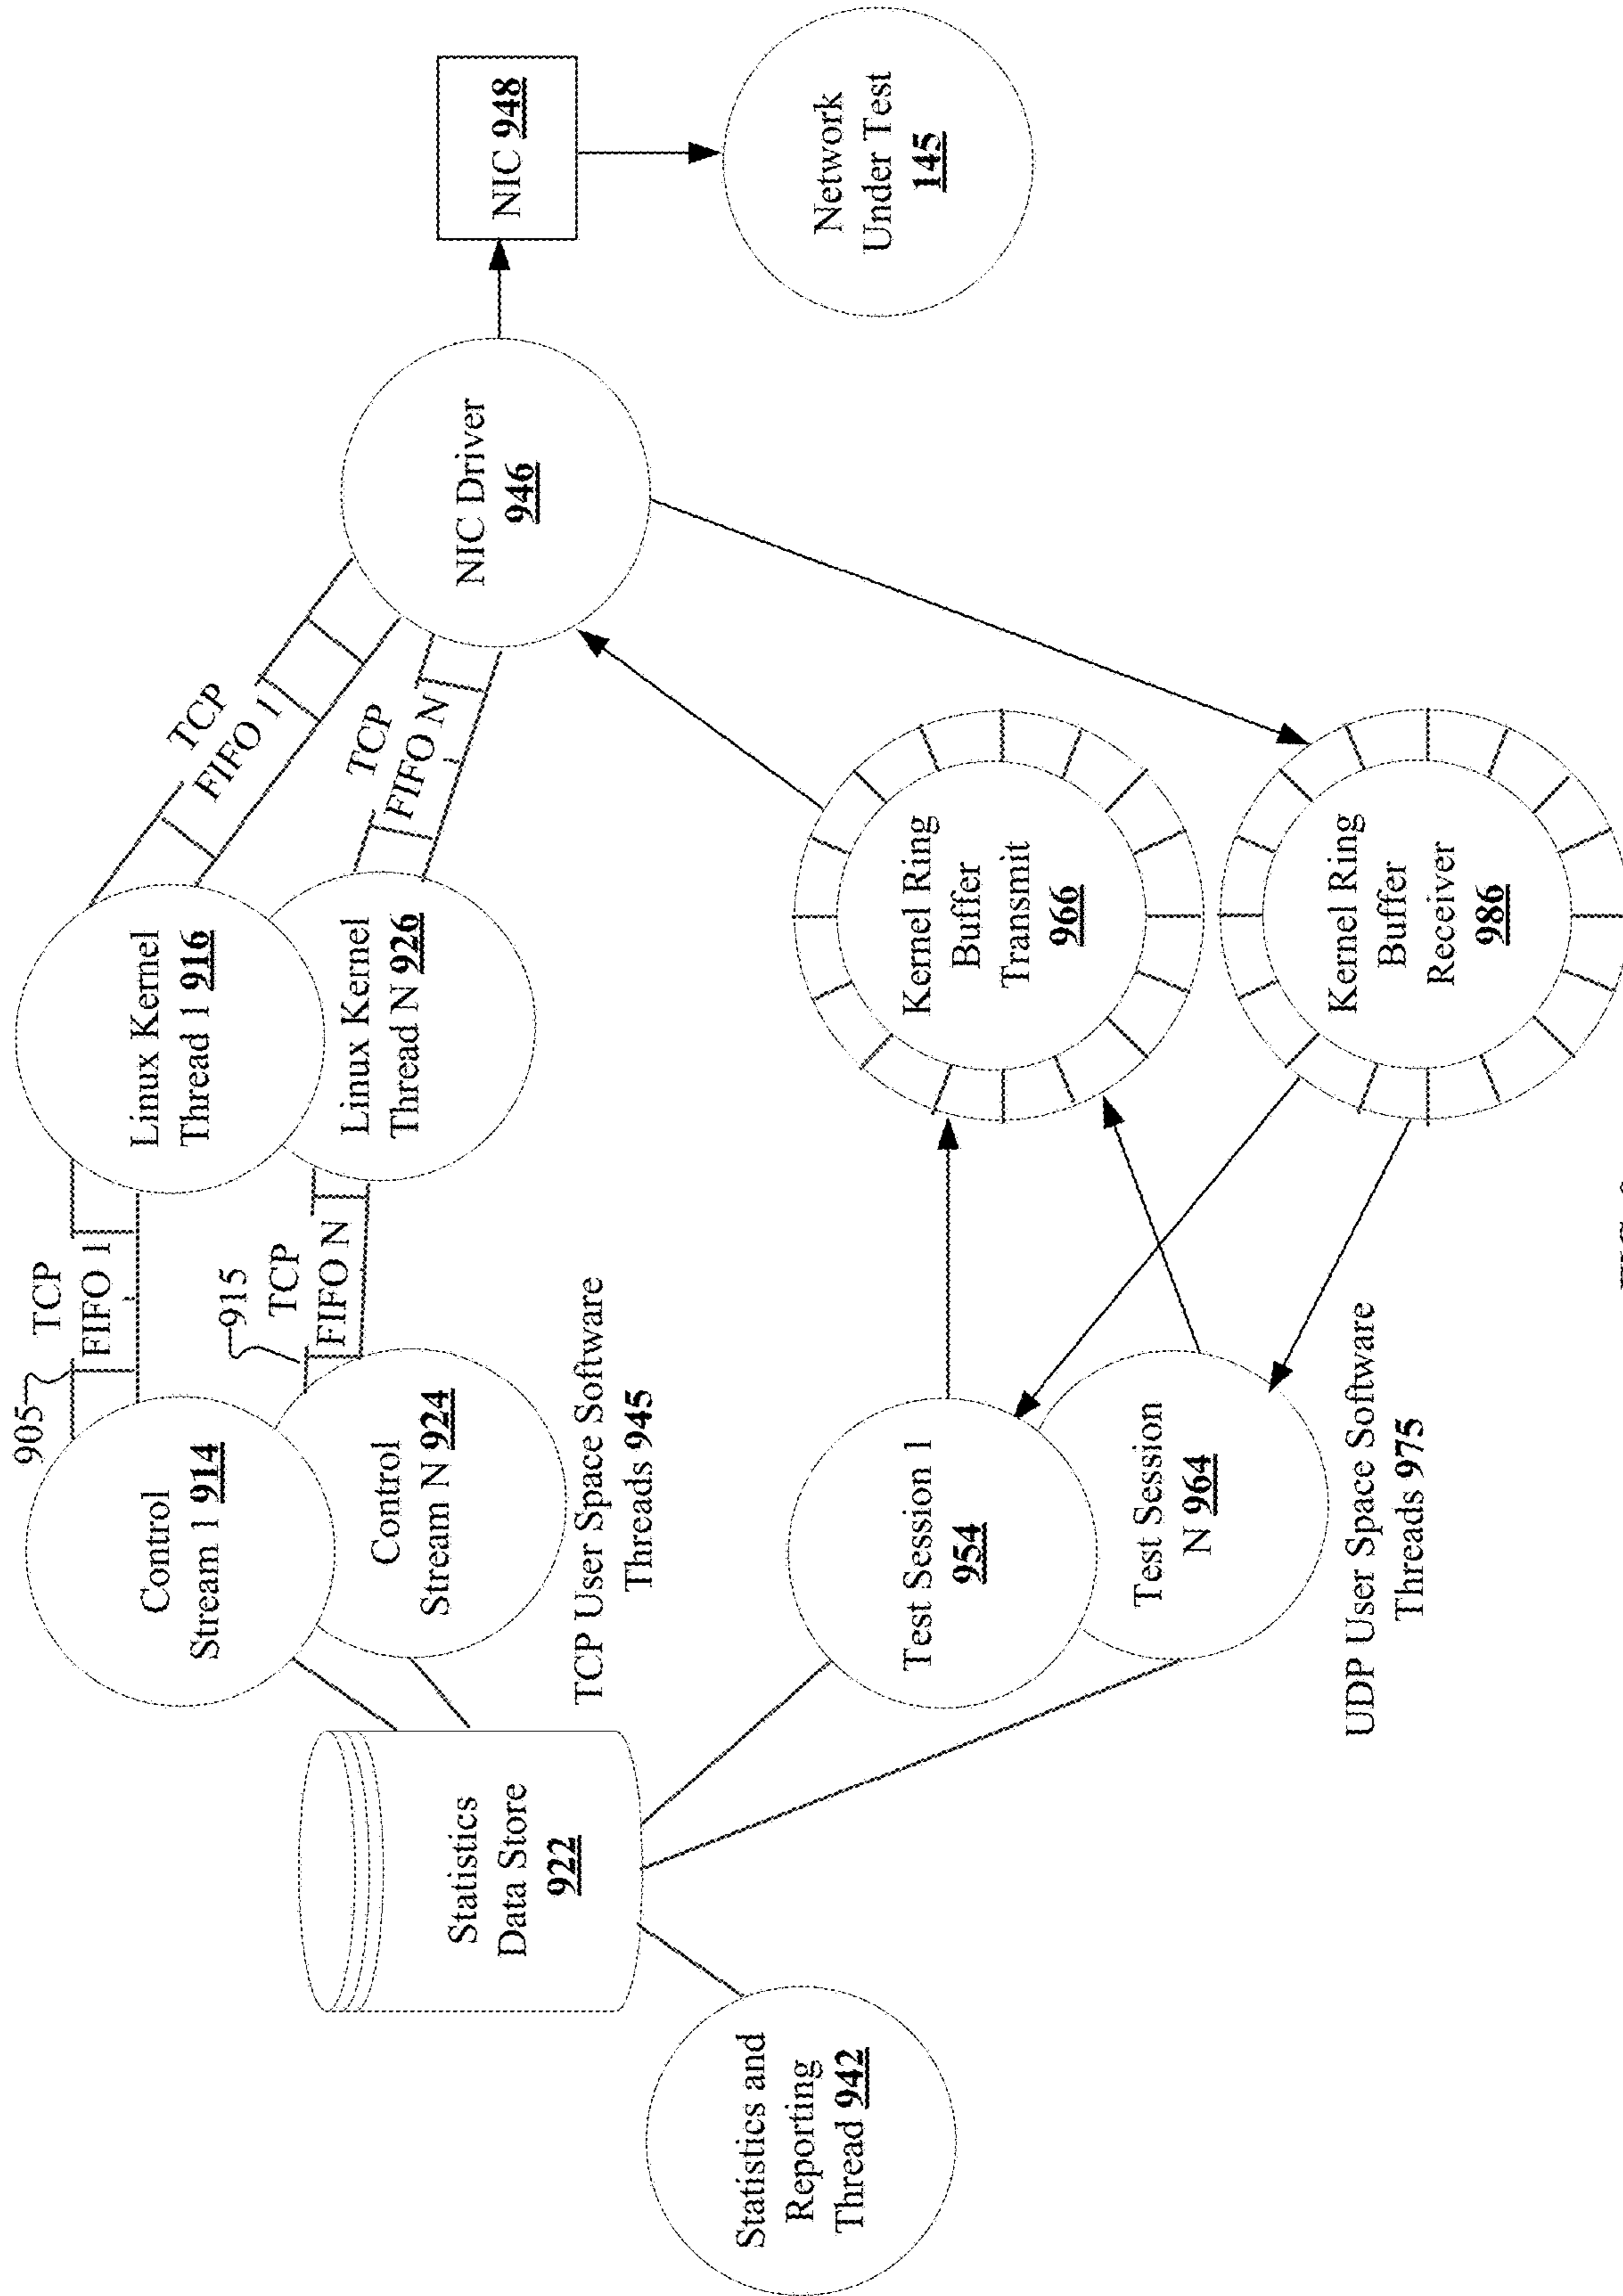 905
TCP
FIFO 1
915
TCP
FIFO N
Control
Stream 1 914
Control
Stream N 924
TCP User Space Software
Threads 945
Linux Kernel
Thread 1 916
Linux Kernel
Thread N 926
TCP
FIFO 1
TCP
FIFO N
NIC Driver
946
NIC 948
Network
Under Test
145
Statistics
Data Store
922
Statistics and
Reporting
Thread 942
Test Session 1
954
Test Session
N 964
UDP User Space Software
Threads 975
Kernel Ring
Buffer
Transmit
966
Kernel Ring
Buffer
Receiver
986